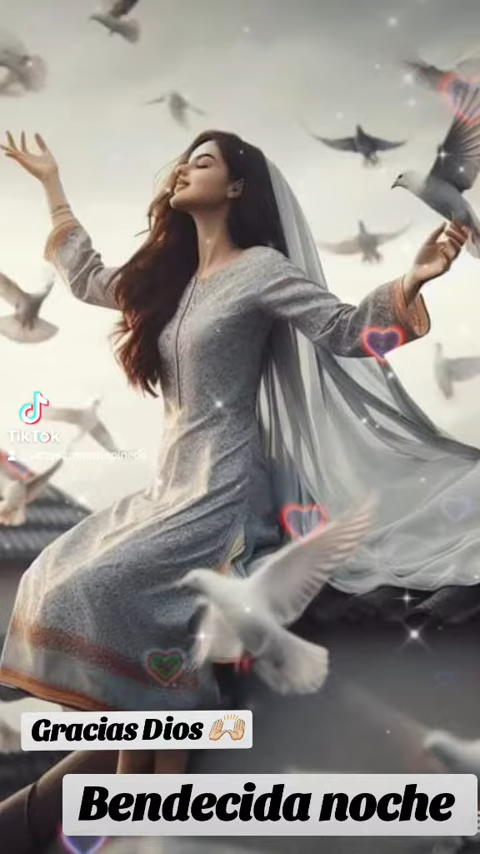 TikTok
Gracias Dios 🙌🏼
Bendecida noche